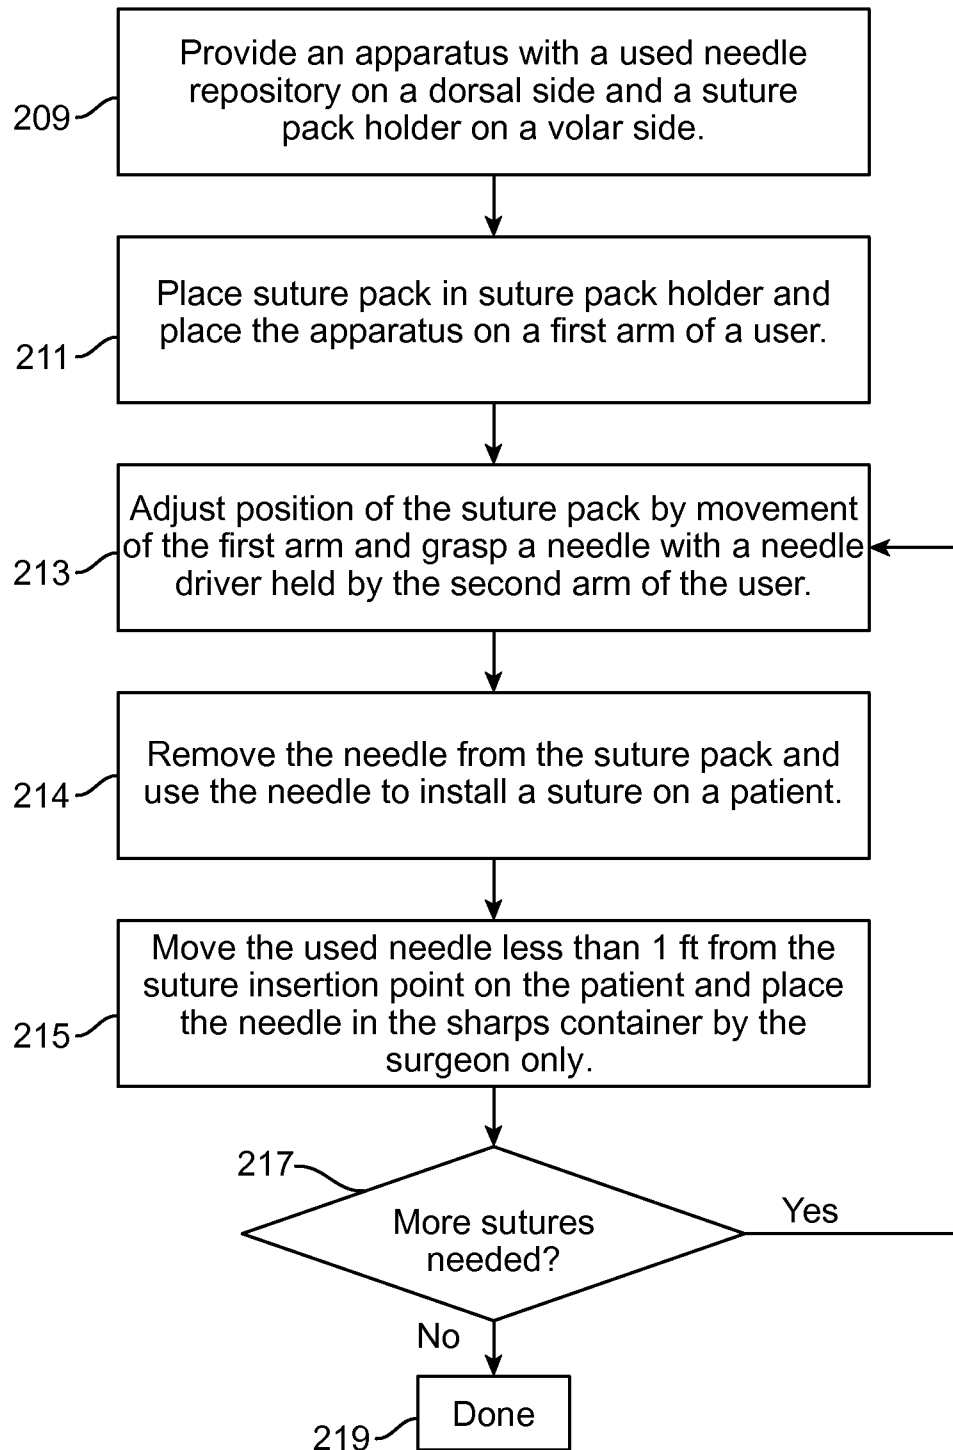 Provide an apparatus with a used needle
repository on a dorsal side and a suture
pack holder on a volar side.
209
Place suture pack in suture pack holder and
place the apparatus on a first arm of a user.
211
Adjust position of the suture pack by movement
of the first arm and grasp a needle with a needle
driver held by the second arm of the user.
213
Remove the needle from the suture pack and
use the needle to install a suture on a patient.
214
Move the used needle less than 1 ft from the
suture insertion point on the patient and place
the needle in the sharps container by the
surgeon only.
215
217
More sutures
needed?
Yes
No
Done
219